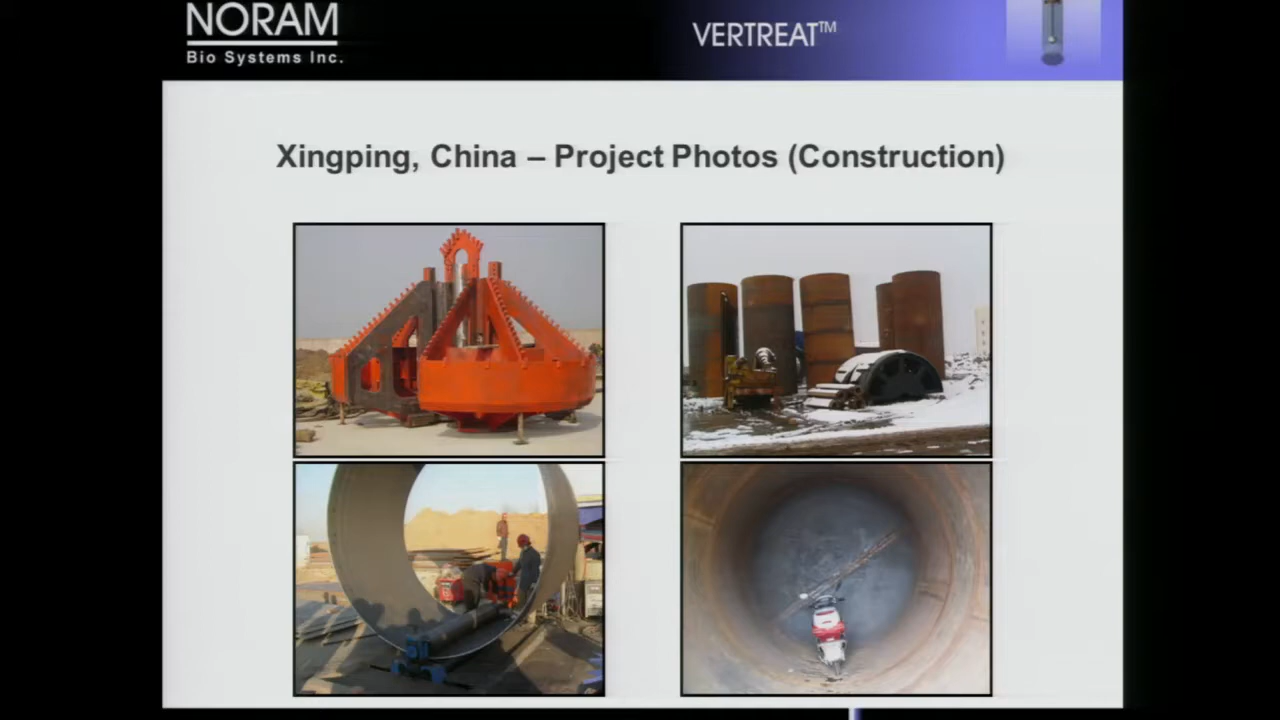 NORAM
Bio Systems Inc.
VERTREAT™
Xingping, China – Project Photos (Construction)